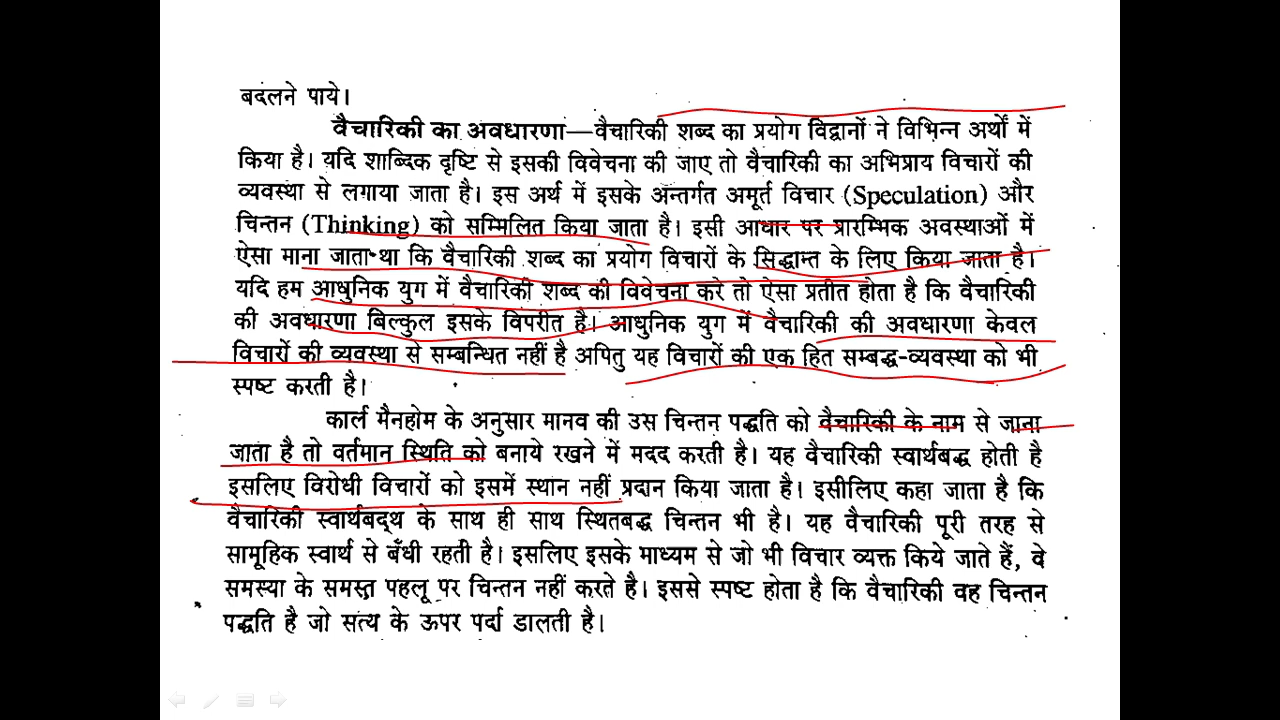 बदलने पाये।
वैचारिकी का अवधारणा—वैचारिकी शब्द का प्रयोग विद्वानों ने विभिन्न अर्थों में
किया है। यदि शाब्दिक दृष्टि से इसकी विवेचना की जाए तो वैचारिकी का अभिप्राय विचारों की
व्यवस्था से लगाया जाता है। इस अर्थ में इसके अन्तर्गत अमूर्त विचार (Speculation) और
चिन्तन (Thinking) को सम्मिलित किया जाता है। इसी आधार पर प्रारम्भिक अवस्थाओं में
ऐसा माना जाता था कि वैचारिकी शब्द का प्रयोग विचारों के सिद्धान्त के लिए किया जाता है।
यदि हम आधुनिक युग में वैचारिकी शब्द की विवेचना करे तो ऐसा प्रतीत होता है कि वैचारिकी
की अवधारणा बिल्कुल इसके विपरीत है। आधुनिक युग में वैचारिकी की अवधारणा केवल
विचारों की व्यवस्था से सम्बन्धित नहीं है अपितु यह विचारों की एक हित सम्बद्ध-व्यवस्था को भी
स्पष्ट करती है।
कार्ल मैनहोम के अनुसार मानव की उस चिन्तन पद्धति को वैचारिकी के नाम से जाना
जाता है तो वर्तमान स्थिति को बनाये रखने में मदद करती है। यह वैचारिकी स्वार्थबद्ध होती है
इसलिए विरोधी विचारों को इसमें स्थान नहीं प्रदान किया जाता है। इसीलिए कहा जाता है कि
वैचारिकी स्वार्थबद्थ के साथ ही साथ स्थितबद्ध चिन्तन भी है। यह वैचारिकी पूरी तरह से
सामूहिक स्वार्थ से बँधी रहती है। इसलिए इसके माध्यम से जो भी विचार व्यक्त किये जाते हैं, वे
समस्या के समस्त पहलू पर चिन्तन नहीं करते है। इससे स्पष्ट होता है कि वैचारिकी वह चिन्तन
पद्धति है जो सत्य के ऊपर पर्दा डालती है।